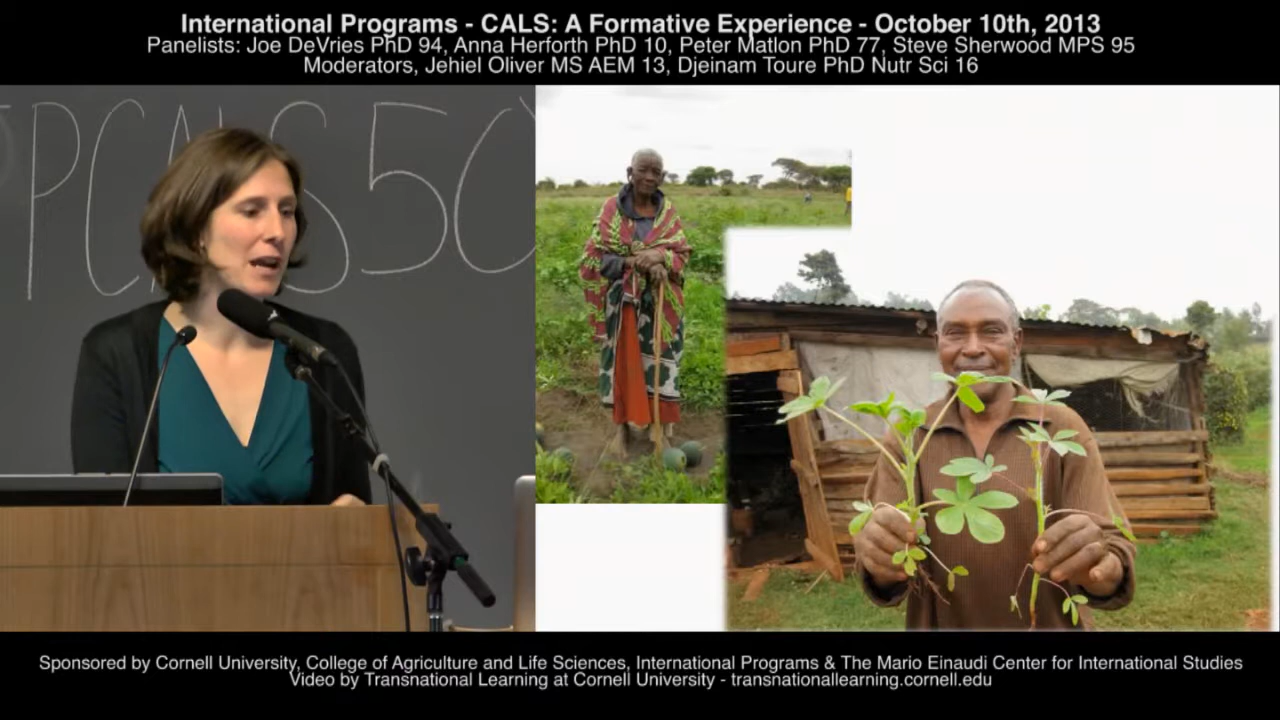 International Programs - CALS: A Formative Experience - October 10th, 2013
Panelists: Joe DeVries PhD 94, Anna Herforth PhD 10, Peter Matlon PhD 77, Steve Sherwood MPS 95
Moderators, Jehiel Oliver MS AEM 13, Djeinam Toure PhD Nutr Sci 16
PCALS50
Sponsored by Cornell University, College of Agriculture and Life Sciences, International Programs & The Mario Einaudi Center for International Studies
Video by Transnational Learning at Cornell University - transnationallearning.cornell.edu